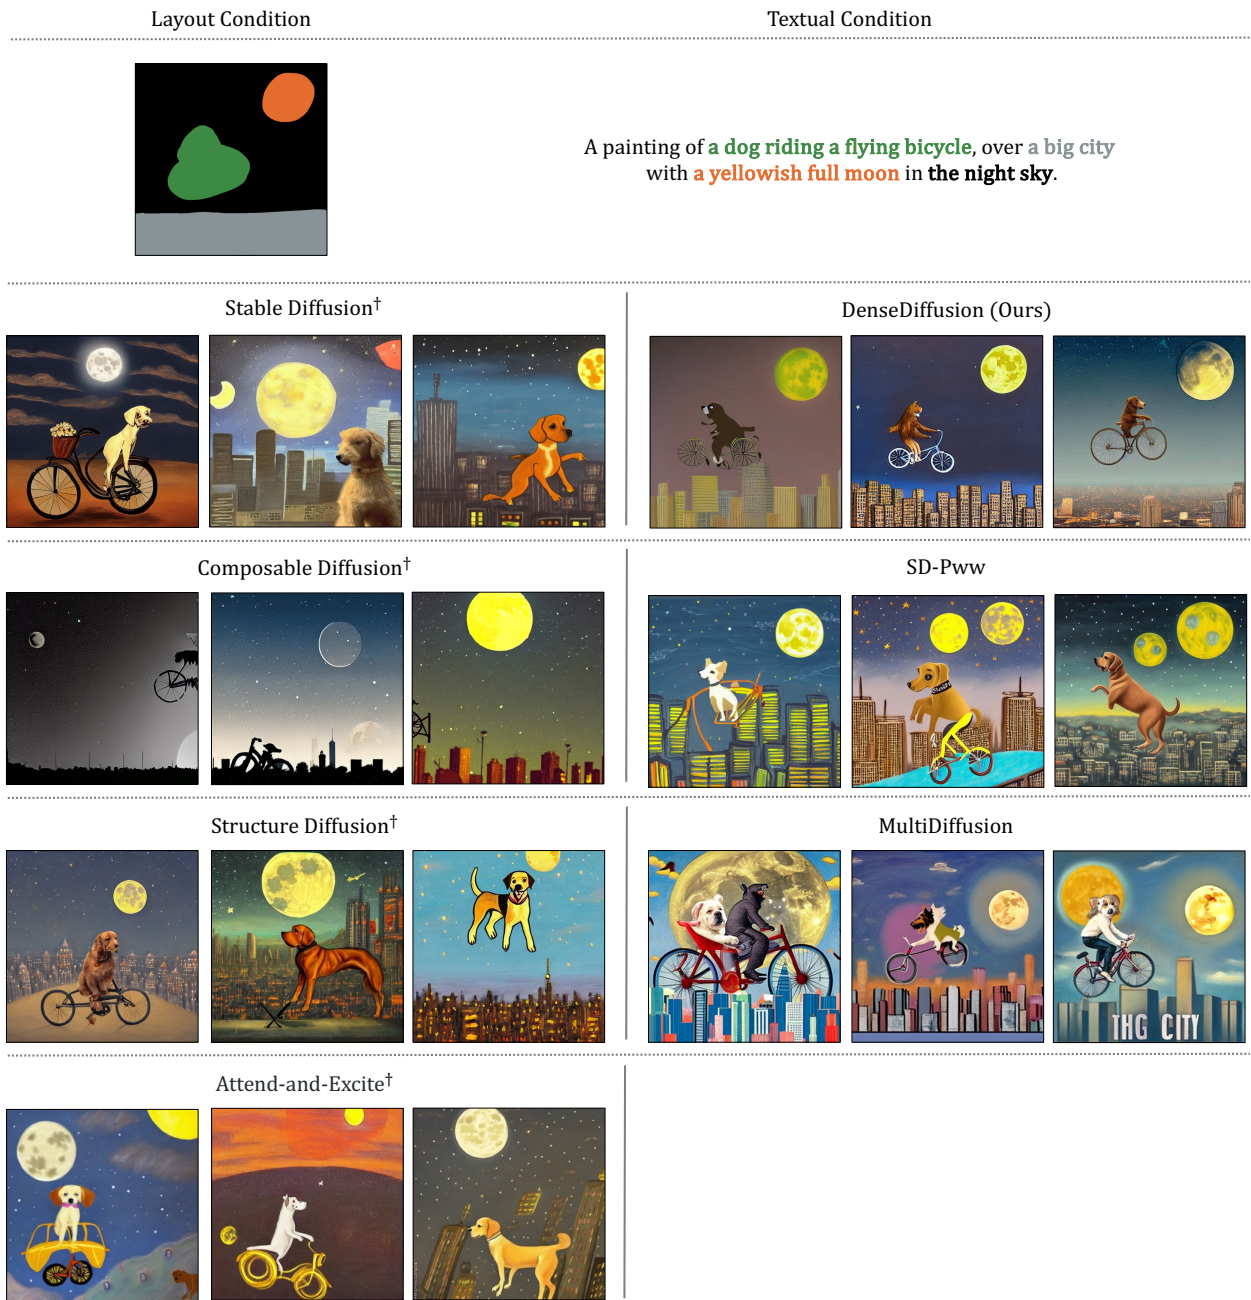 Layout Condition
Textual Condition
A painting of a dog riding a flying bicycle, over a big city
with a yellowish full moon in the night sky.
Stable Diffusion†
DenseDiffusion (Ours)
Composable Diffusion†
SD-Pww
Structure Diffusion†
MultiDiffusion
THG CITY
Attend-and-Excite†